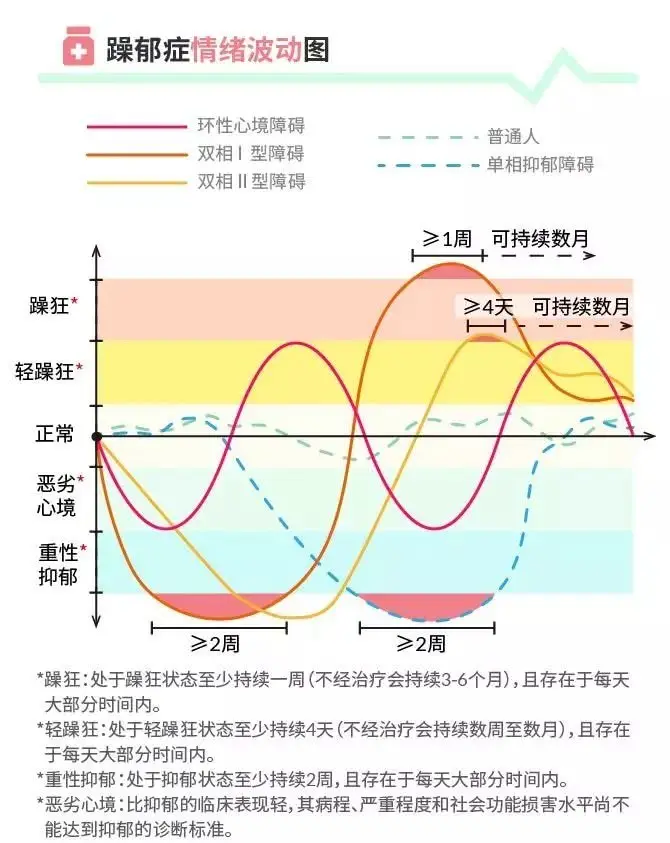 躁郁症情绪波动图
环性心境障碍
双相Ⅰ型障碍
双相Ⅱ型障碍
普通人
单相抑郁障碍
≥1周 可持续数月
≥4天 可持续数月
躁狂*
轻躁狂*
正常
恶劣*
心境
重性*
抑郁
≥2周
≥2周
*躁狂：处于躁狂状态至少持续一周（不经治疗会持续3-6个月），且存在于每天
大部分时间内。
*轻躁狂：处于轻躁狂状态至少持续4天（不经治疗会持续数周至数月），且存在
于每天大部分时间内。
*重性抑郁：处于抑郁状态至少持续2周，且存在于每天大部分时间内。
*恶劣心境：比抑郁的临床表现轻，其病程、严重程度和社会功能损害水平尚不
能达到抑郁的诊断标准。